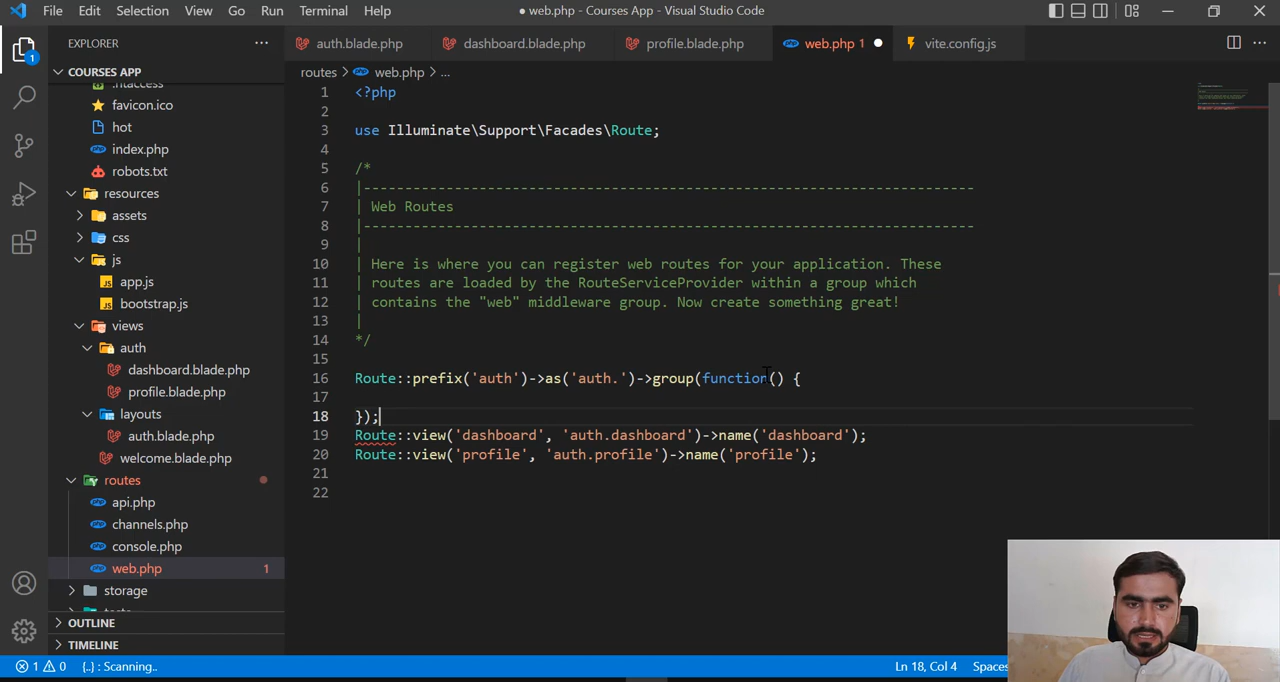 File Edit Selection View Go Run Terminal Help ● web.php - Courses App - Visual Studio Code
EXPLORER ··· auth.blade.php dashboard.blade.php profile.blade.php web.php 1 ● vite.config.js ···
COURSES APP
routes > web.php > ...
.htaccess
favicon.ico
hot
index.php
robots.txt
resources
assets
css
js
app.js
bootstrap.js
views
auth
dashboard.blade.php
profile.blade.php
layouts
auth.blade.php
welcome.blade.php
routes
api.php
channels.php
console.php
web.php 1
storage
OUTLINE
TIMELINE
1
1 <?php
2
3 use Illuminate\Support\Facades\Route;
4
5 /*
6 |--------------------------------------------------------------------------
7 | Web Routes
8 |--------------------------------------------------------------------------
9 |
10 | Here is where you can register web routes for your application. These
11 | routes are loaded by the RouteServiceProvider within a group which
12 | contains the "web" middleware group. Now create something great!
13 |
14 */
15
16 Route::prefix('auth')->as('auth.')->group(function() {
17
18 });
19 Route::view('dashboard', 'auth.dashboard')->name('dashboard');
20 Route::view('profile', 'auth.profile')->name('profile');
21
22
1 0 {..} : Scanning.. Ln 18, Col 4 Spaces